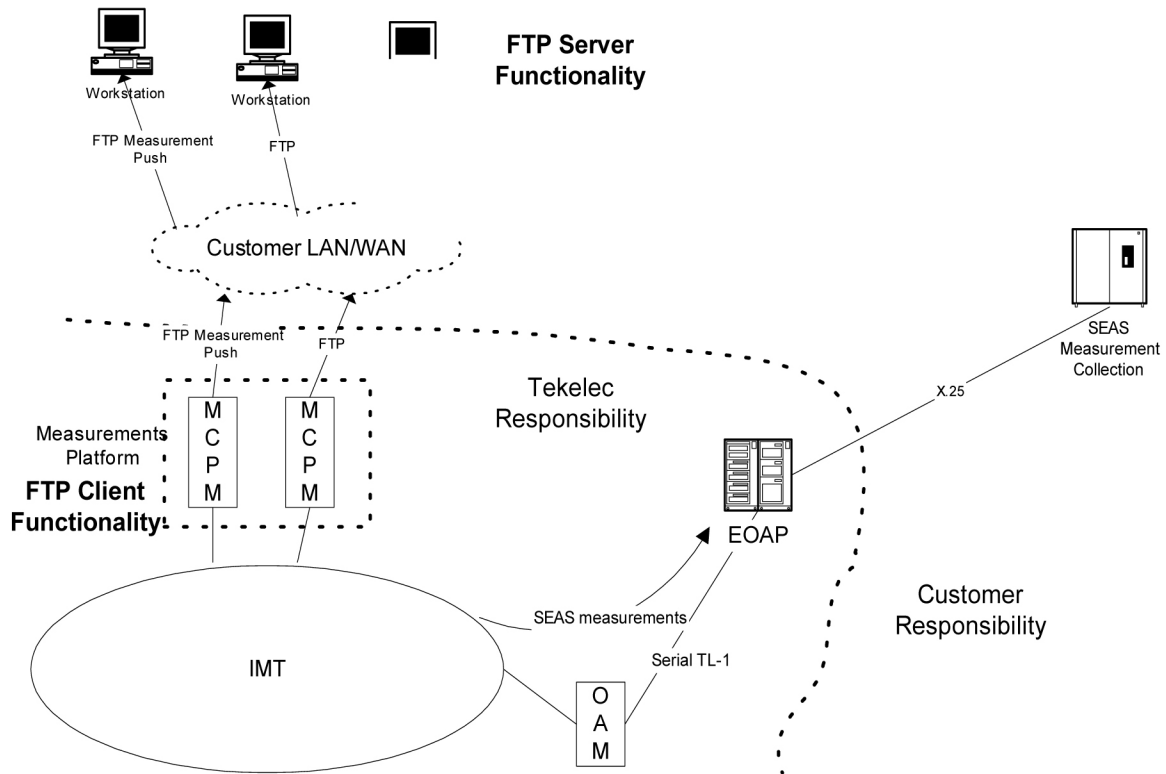 FTP Server
Functionality
Workstation
Workstation
FTP Measurement
Push
FTP
Customer LAN/WAN
FTP Measurement
Push
FTP
SEAS
Measurement
Collection
X.25
Tekelec
Responsibility
Measurements
Platform
FTP Client
Functionality
M
C
P
M
M
C
P
M
EOAP
Customer
Responsibility
SEAS measurements
Serial TL-1
IMT
O
A
M